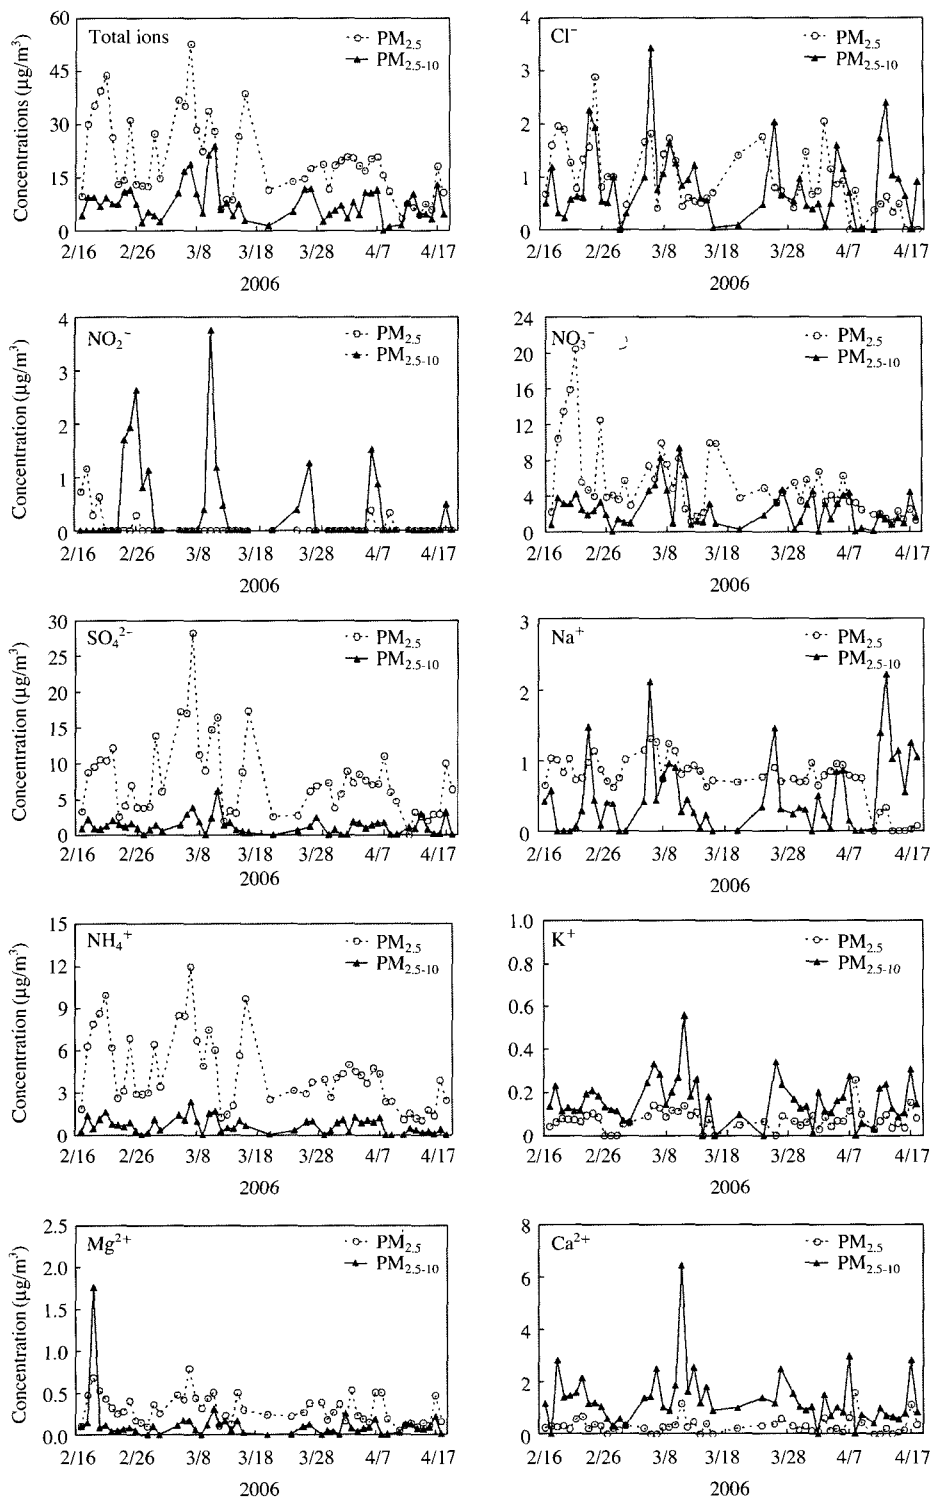 Total ions
PM2.5
PM2.5-10
Concentrations (μg/m³)
60
45
30
15
0
2/16 2/26 3/8 3/18 3/28 4/7 4/17
2006
Cl⁻
PM2.5
PM2.5-10
4
3
2
1
0
2/16 2/26 3/8 3/18 3/28 4/7 4/17
2006
NO₂⁻
PM2.5
PM2.5-10
Concentration (μg/m³)
4
3
2
1
0
2/16 2/26 3/8 3/18 3/28 4/7 4/17
2006
NO₃⁻
PM2.5
PM2.5-10
24
20
16
12
8
4
0
2/16 2/26 3/8 3/18 3/28 4/7 4/17
2006
SO₄²⁻
PM2.5
PM2.5-10
Concentration (μg/m³)
30
25
20
15
10
5
0
2/16 2/26 3/8 3/18 3/28 4/7 4/17
2006
Na⁺
PM2.5
PM2.5-10
3
2
1
0
2/16 2/26 3/8 3/18 3/28 4/7 4/17
2006
NH₄⁺
PM2.5
PM2.5-10
Concentration (μg/m³)
15
12
9
6
3
0
2/16 2/26 3/8 3/18 3/28 4/7 4/17
2006
K⁺
PM2.5
PM2.5-10
1.0
0.8
0.6
0.4
0.2
0
2/16 2/26 3/8 3/18 3/28 4/7 4/17
2006
Mg²⁺
PM2.5
PM2.5-10
Concentration (μg/m³)
2.5
2.0
1.5
1.0
0.5
0.0
2/16 2/26 3/8 3/18 3/28 4/7 4/17
2006
Ca²⁺
PM2.5
PM2.5-10
8
6
4
2
0
2/16 2/26 3/8 3/18 3/28 4/7 4/17
2006